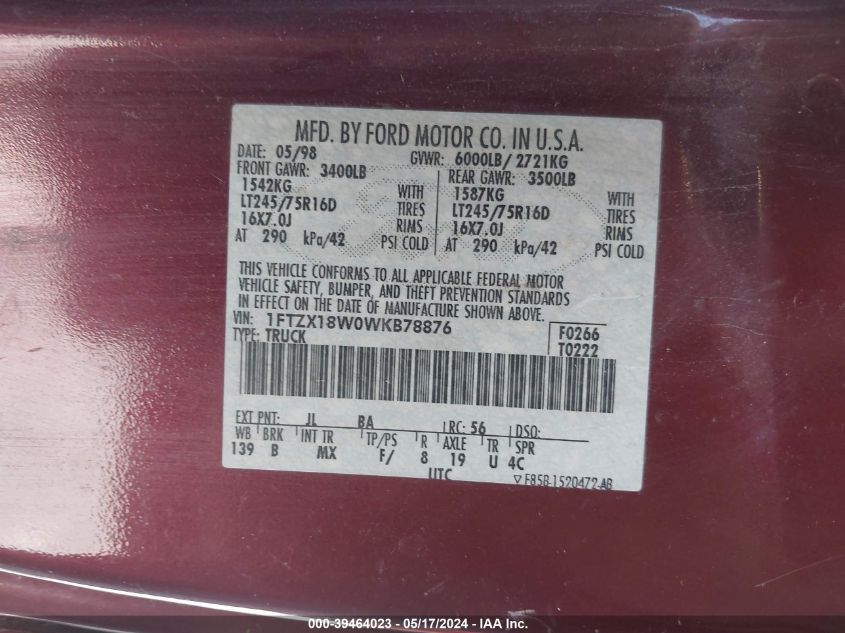 MFD. BY FORD MOTOR CO. IN U.S.A.
DATE: 05/98 GVWR: 6000LB/ 2721KG
FRONT GAWR: 3400LB REAR GAWR: 3500LB
1542KG WITH 1587KG WITH
LT245/75R16D TIRES LT245/75R16D TIRES
16X7.0J RIMS 16X7.0J RIMS
AT 290 kPa/42 PSI COLD AT 290 kPa/42 PSI COLD
THIS VEHICLE CONFORMS TO ALL APPLICABLE FEDERAL MOTOR
VEHICLE SAFETY, BUMPER, AND THEFT PREVENTION STANDARDS
IN EFFECT ON THE DATE OF MANUFACTURE SHOWN ABOVE.
VIN: 1FTZX18W0WKB78876 F0266
TYPE: TRUCK T0222
EXT PNT: JL BA RC: 56 DSO:
WB BRK INT TR TP/PS R AXLE TR SPR
139 B MX F/ 8 19 U 4C
UTC F85B-1520472-AB
000-39464023 - 05/17/2024 - IAA Inc.